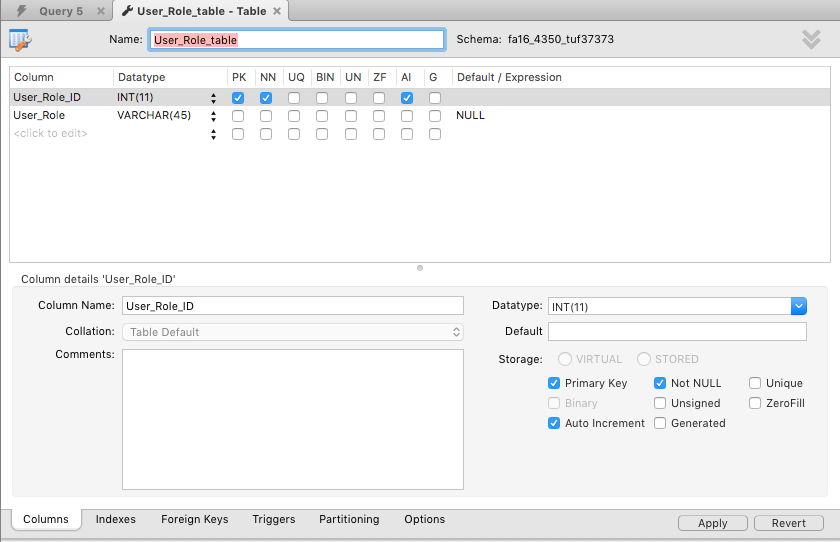 Query 5 User_Role_table - Table
Name: User_Role_table Schema: fa16_4350_tuf37373
Column Datatype PK NN UQ BIN UN ZF AI G Default / Expression
User_Role_ID INT(11)
User_Role VARCHAR(45) NULL
<click to edit>
Column details 'User_Role_ID'
Column Name: User_Role_ID Datatype: INT(11)
Collation: Table Default Default
Comments: Storage: VIRTUAL STORED
Primary Key Not NULL Unique
Binary Unsigned ZeroFill
Auto Increment Generated
Columns Indexes Foreign Keys Triggers Partitioning Options Apply Revert